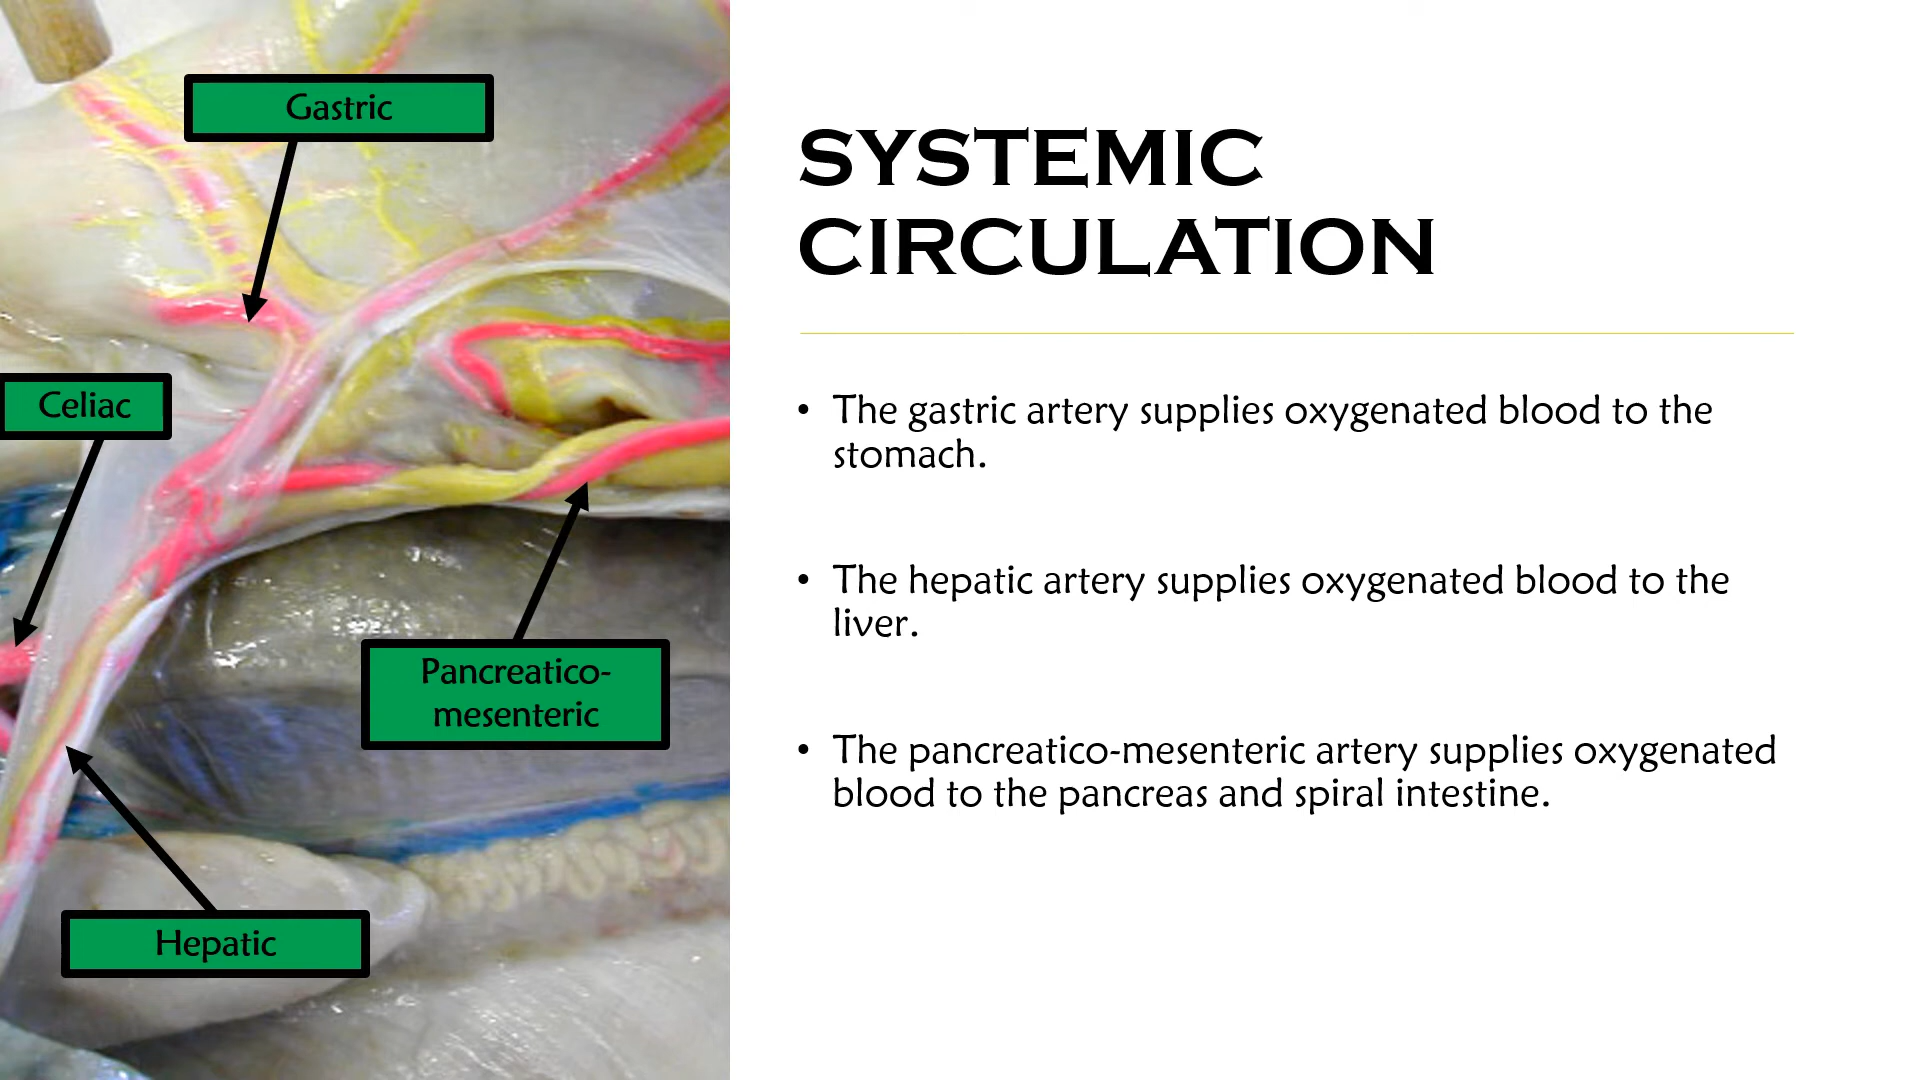 Gastric
Celiac
Pancreatico-
mesenteric
Hepatic
SYSTEMIC
CIRCULATION
• The gastric artery supplies oxygenated blood to the
stomach.
• The hepatic artery supplies oxygenated blood to the
liver.
• The pancreatico-mesenteric artery supplies oxygenated
blood to the pancreas and spiral intestine.